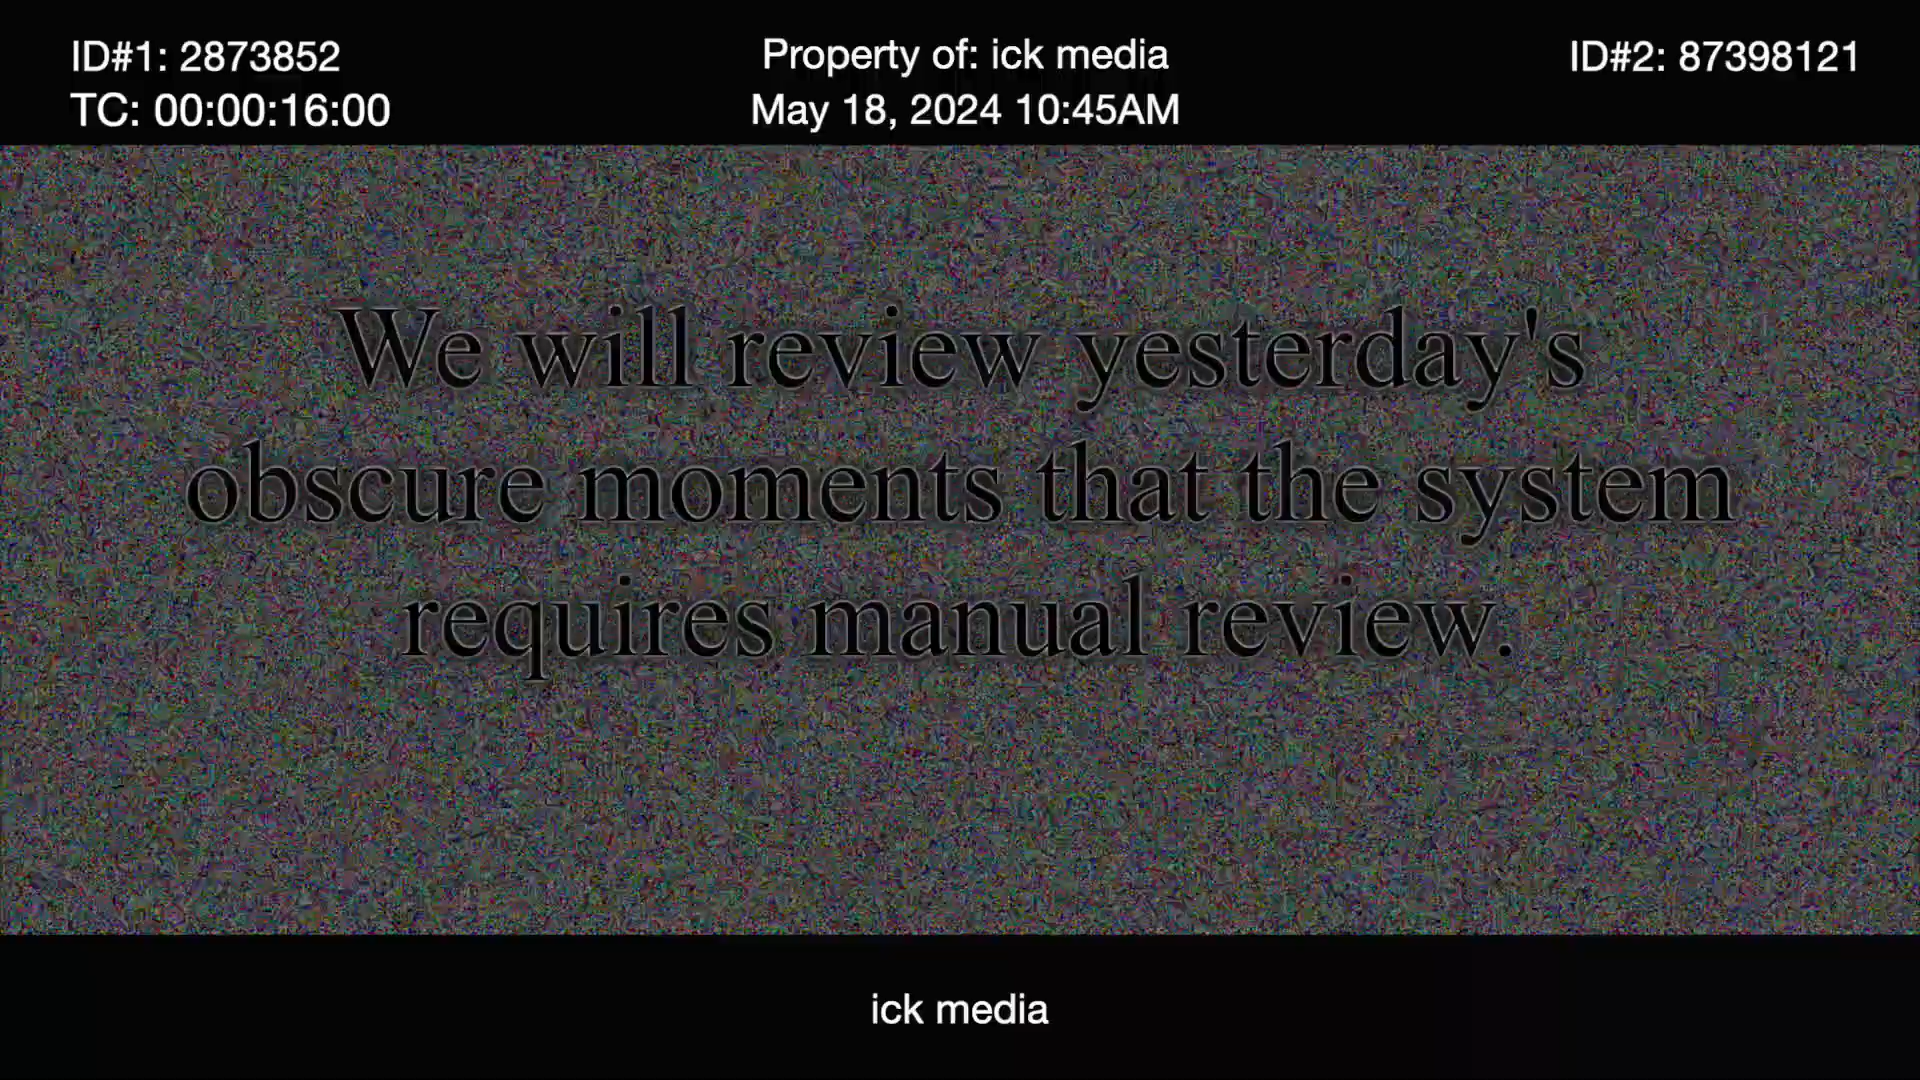 ID#1: 2873852
TC: 00:00:16:00
Property of: ick media
May 18, 2024 10:45AM
ID#2: 87398121
We will review yesterday's
obscure moments that the system
requires manual review.
ick media